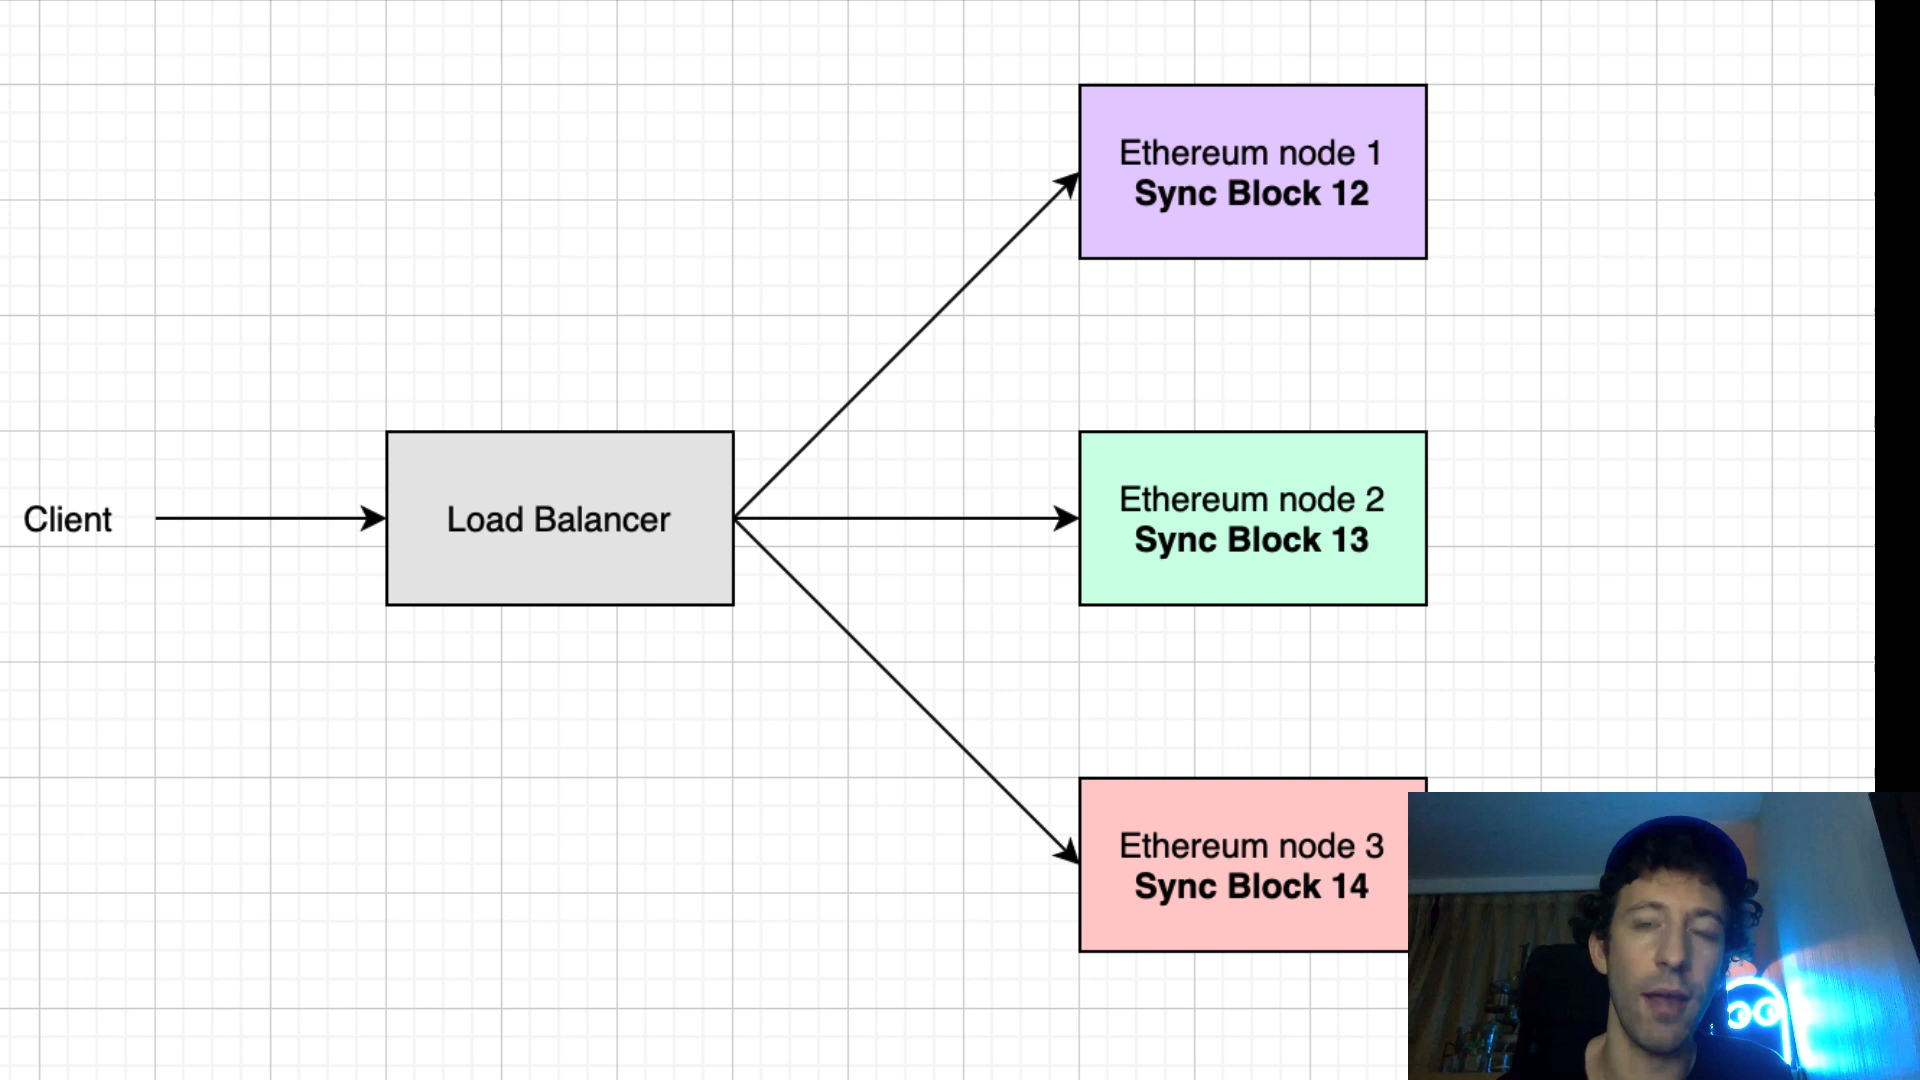 Ethereum node 1
Sync Block 12
Client
Load Balancer
Ethereum node 2
Sync Block 13
Ethereum node 3
Sync Block 14